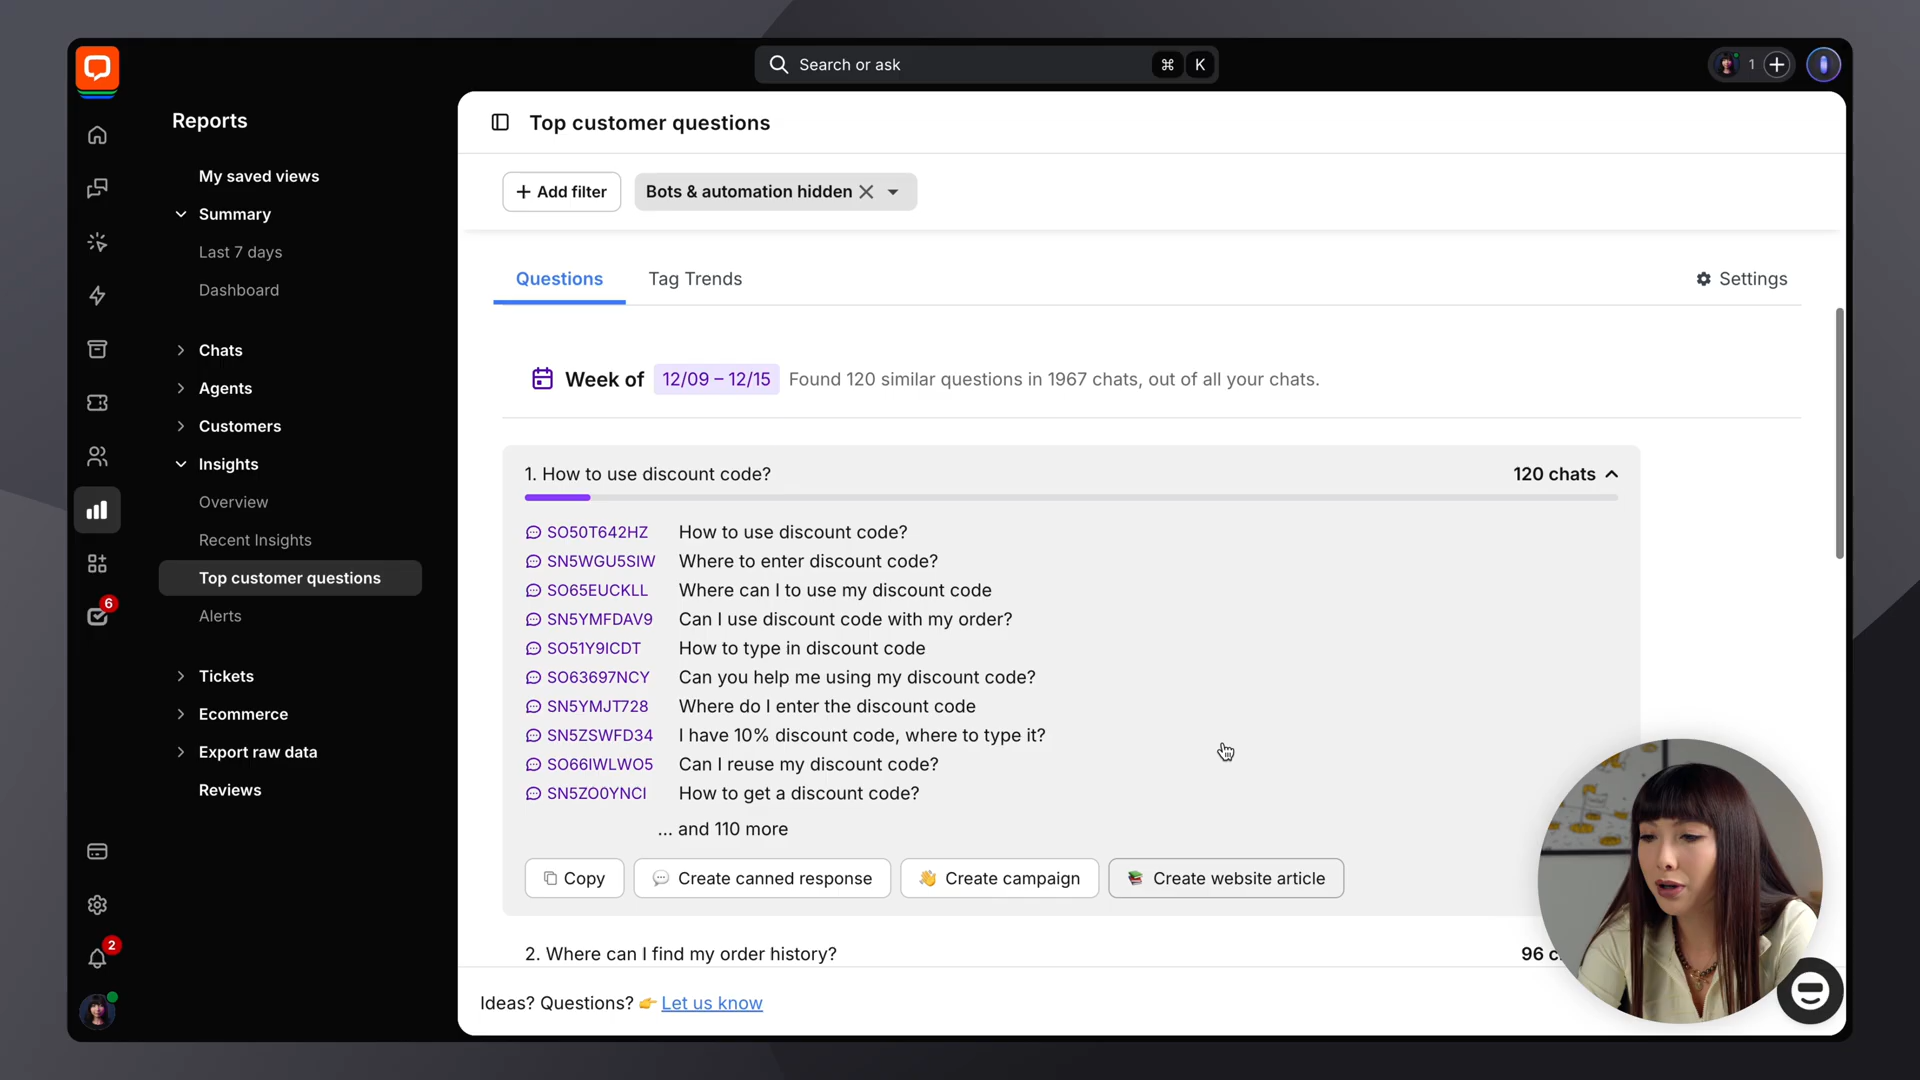 Search or ask
⌘ K
1
Reports
My saved views
Summary
Last 7 days
Dashboard
Chats
Agents
Customers
Insights
Overview
Recent Insights
Top customer questions
Alerts
Tickets
Ecommerce
Export raw data
Reviews
6
2
Top customer questions
+ Add filter
Bots & automation hidden
Questions
Tag Trends
Settings
Week of 12/09 – 12/15 Found 120 similar questions in 1967 chats, out of all your chats.
1. How to use discount code? 120 chats
SO50T642HZ How to use discount code?
SN5WGU5SIW Where to enter discount code?
SO65EUCKLL Where can I to use my discount code
SN5YMFDAV9 Can I use discount code with my order?
SO51Y9ICDT How to type in discount code
SO63697NCY Can you help me using my discount code?
SN5YMJT728 Where do I enter the discount code
SN5ZSWFD34 I have 10% discount code, where to type it?
SO66IWLWO5 Can I reuse my discount code?
SN5ZO0YNCI How to get a discount code?
... and 110 more
Copy
Create canned response
Create campaign
Create website article
2. Where can I find my order history? 96 c
Ideas? Questions? 👉 Let us know